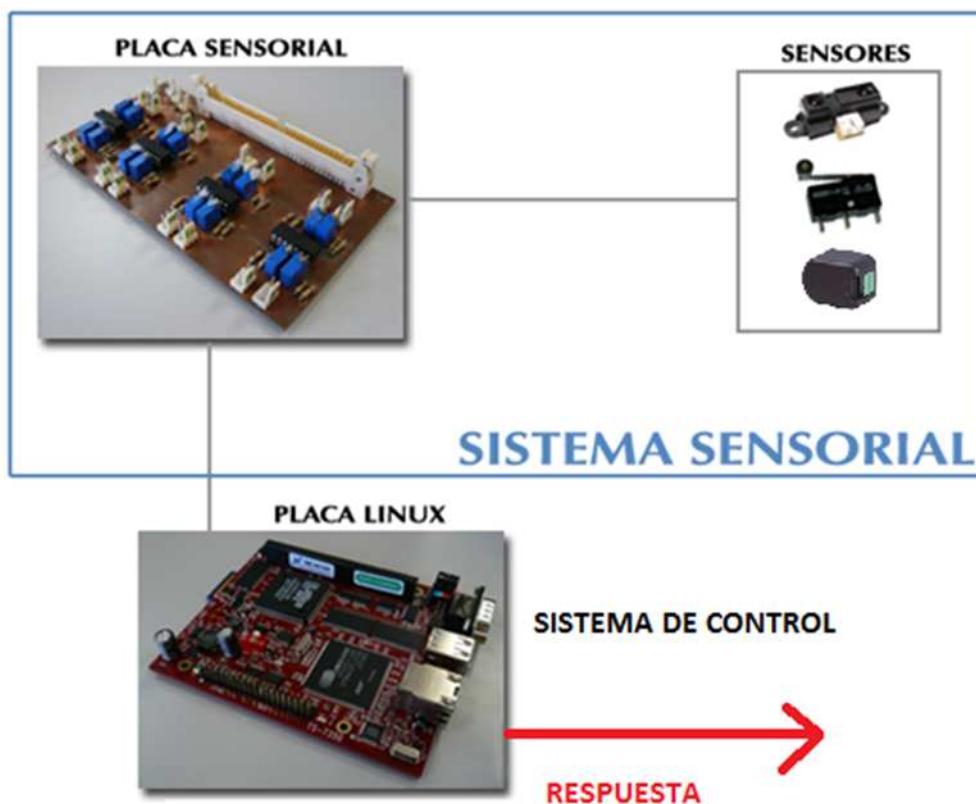 PLACA SENSORIAL
SENSORES
SISTEMA SENSORIAL
PLACA LINUX
SISTEMA DE CONTROL
RESPUESTA